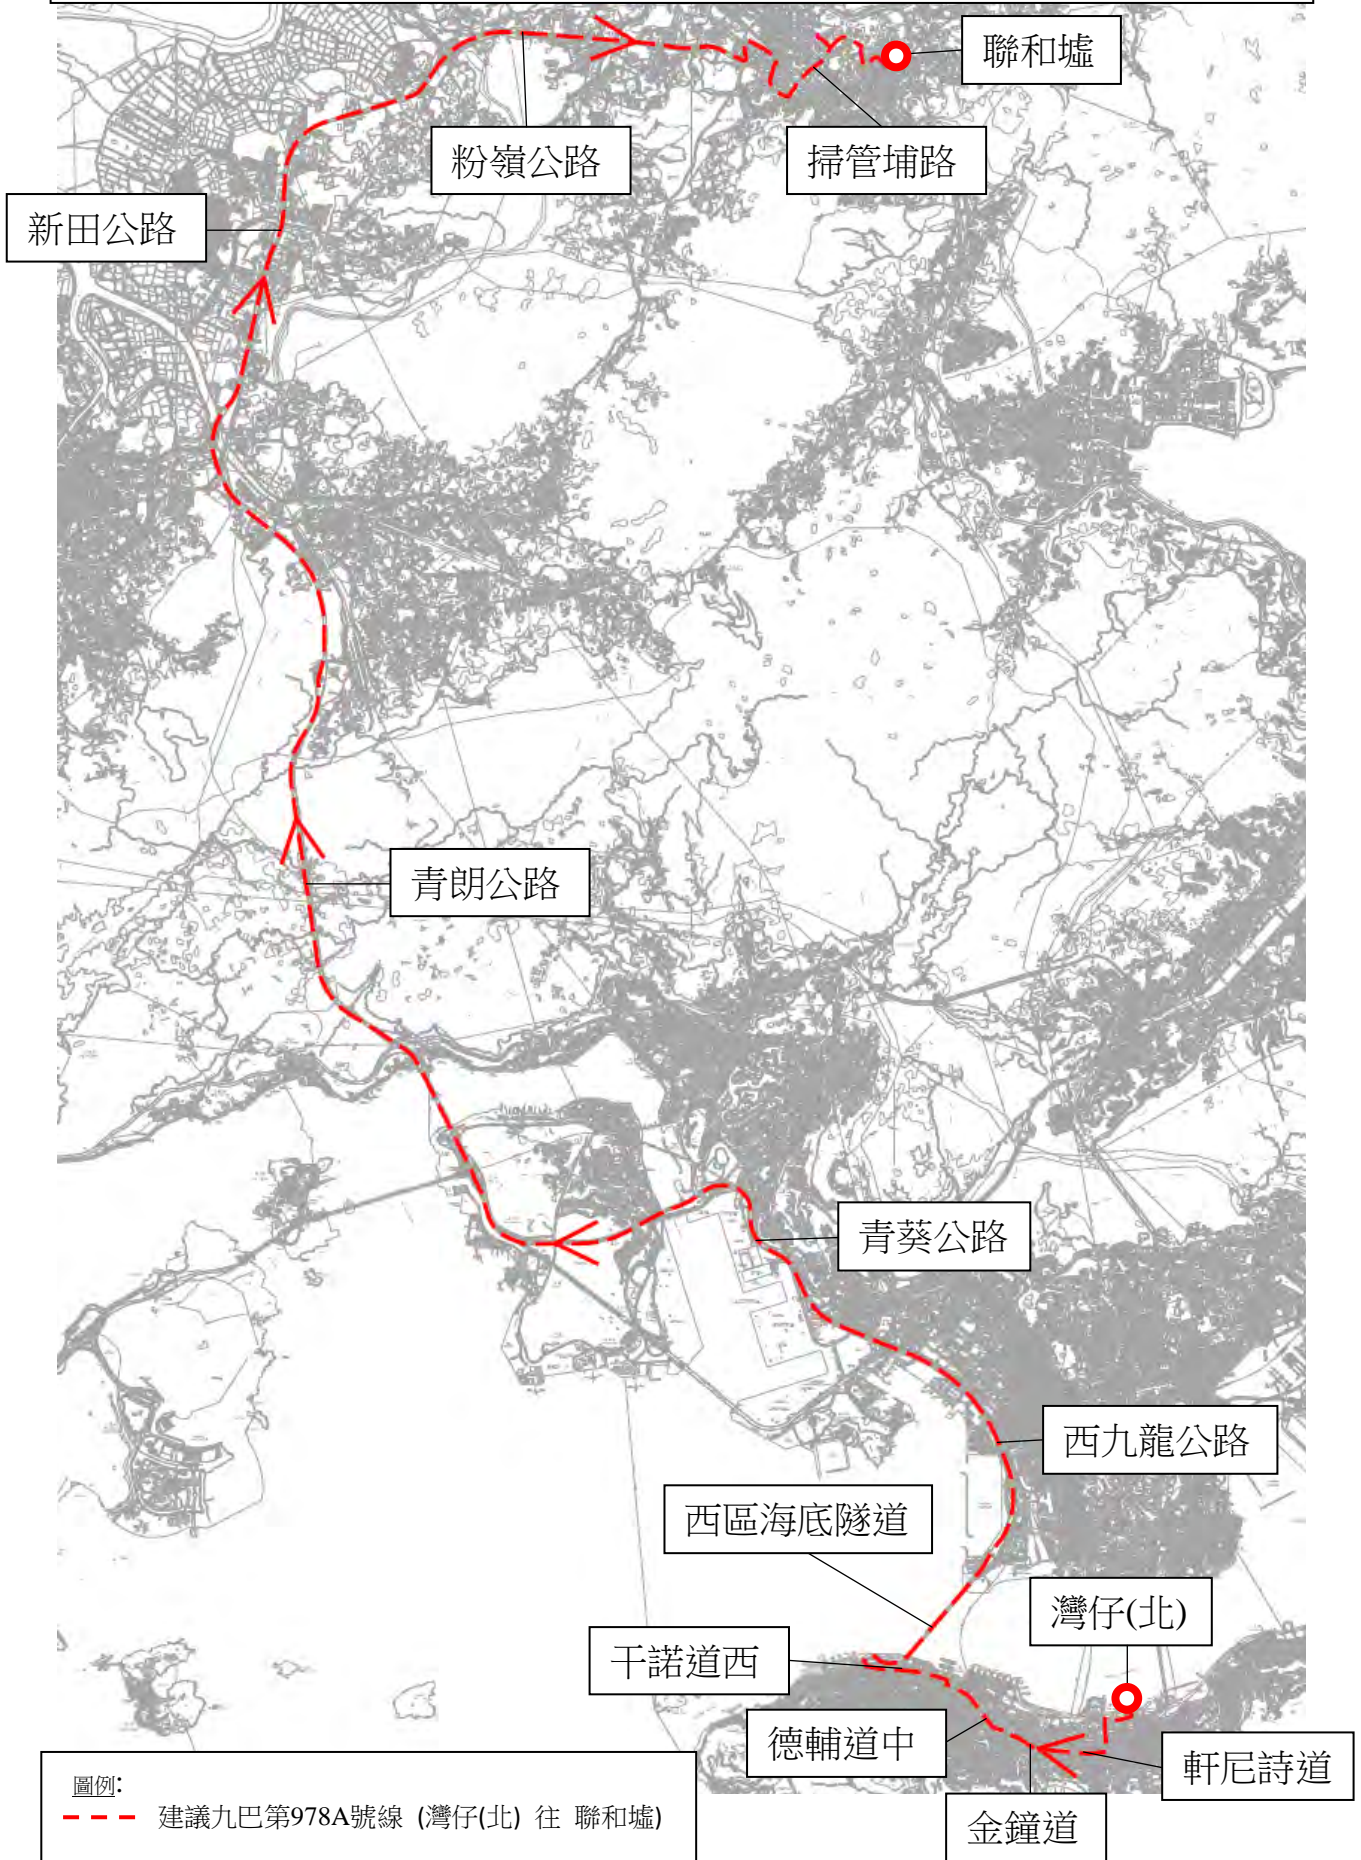 聯和墟
粉嶺公路
掃管埔路
新田公路
青朗公路
青葵公路
西九龍公路
西區海底隧道
灣仔(北)
干諾道西
德輔道中
軒尼詩道
金鐘道
圖例:
建議九巴第978A號線 (灣仔(北) 往 聯和墟)